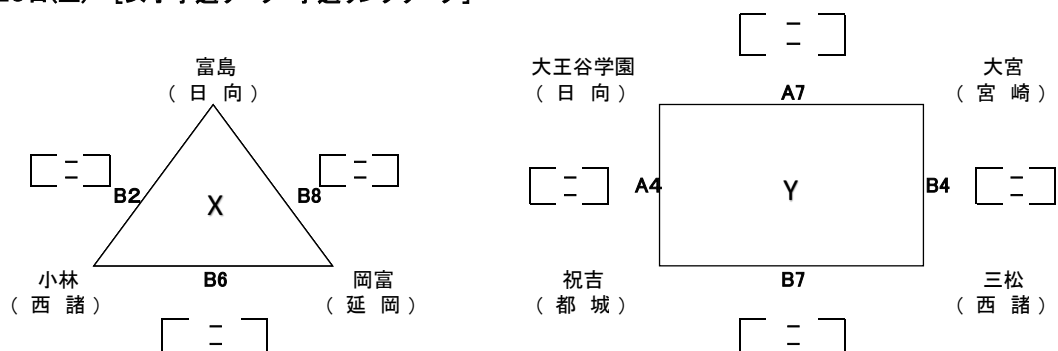 富島
（ 日 向 ）
B2
B8
X
小林
（ 西 諸 ）
B6
岡富
（ 延 岡 ）
大王谷学園
（ 日 向 ）
A7
大宮
（ 宮 崎 ）
A4
Y
B4
祝吉
（ 都 城 ）
B7
三松
（ 西 諸 ）